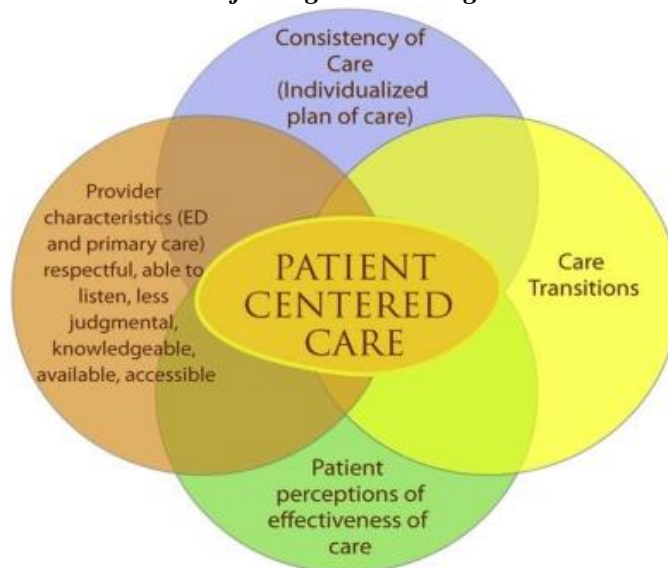 Consistency of
Care
(Individualized
plan of care)
Provider
characteristics (ED
and primary care)
respectful, able to
listen, less
judgmental,
knowledgeable,
available, accessible
PATIENT
CENTERED
CARE
Care
Transitions
Patient
perceptions of
effectiveness of
care